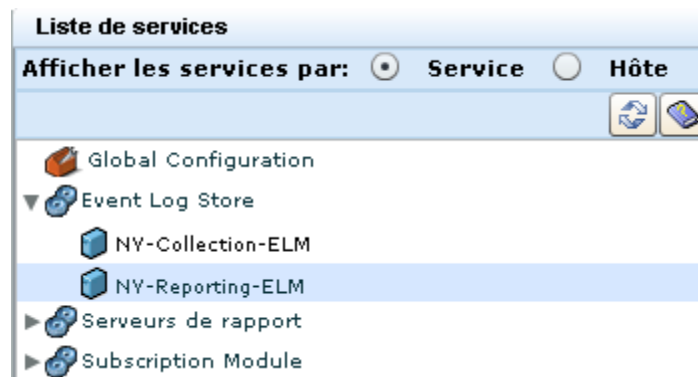 Liste de services
Afficher les services par: Service Hôte
Global Configuration
Event Log Store
NY-Collection-ELM
NY-Reporting-ELM
Serveurs de rapport
Subscription Module